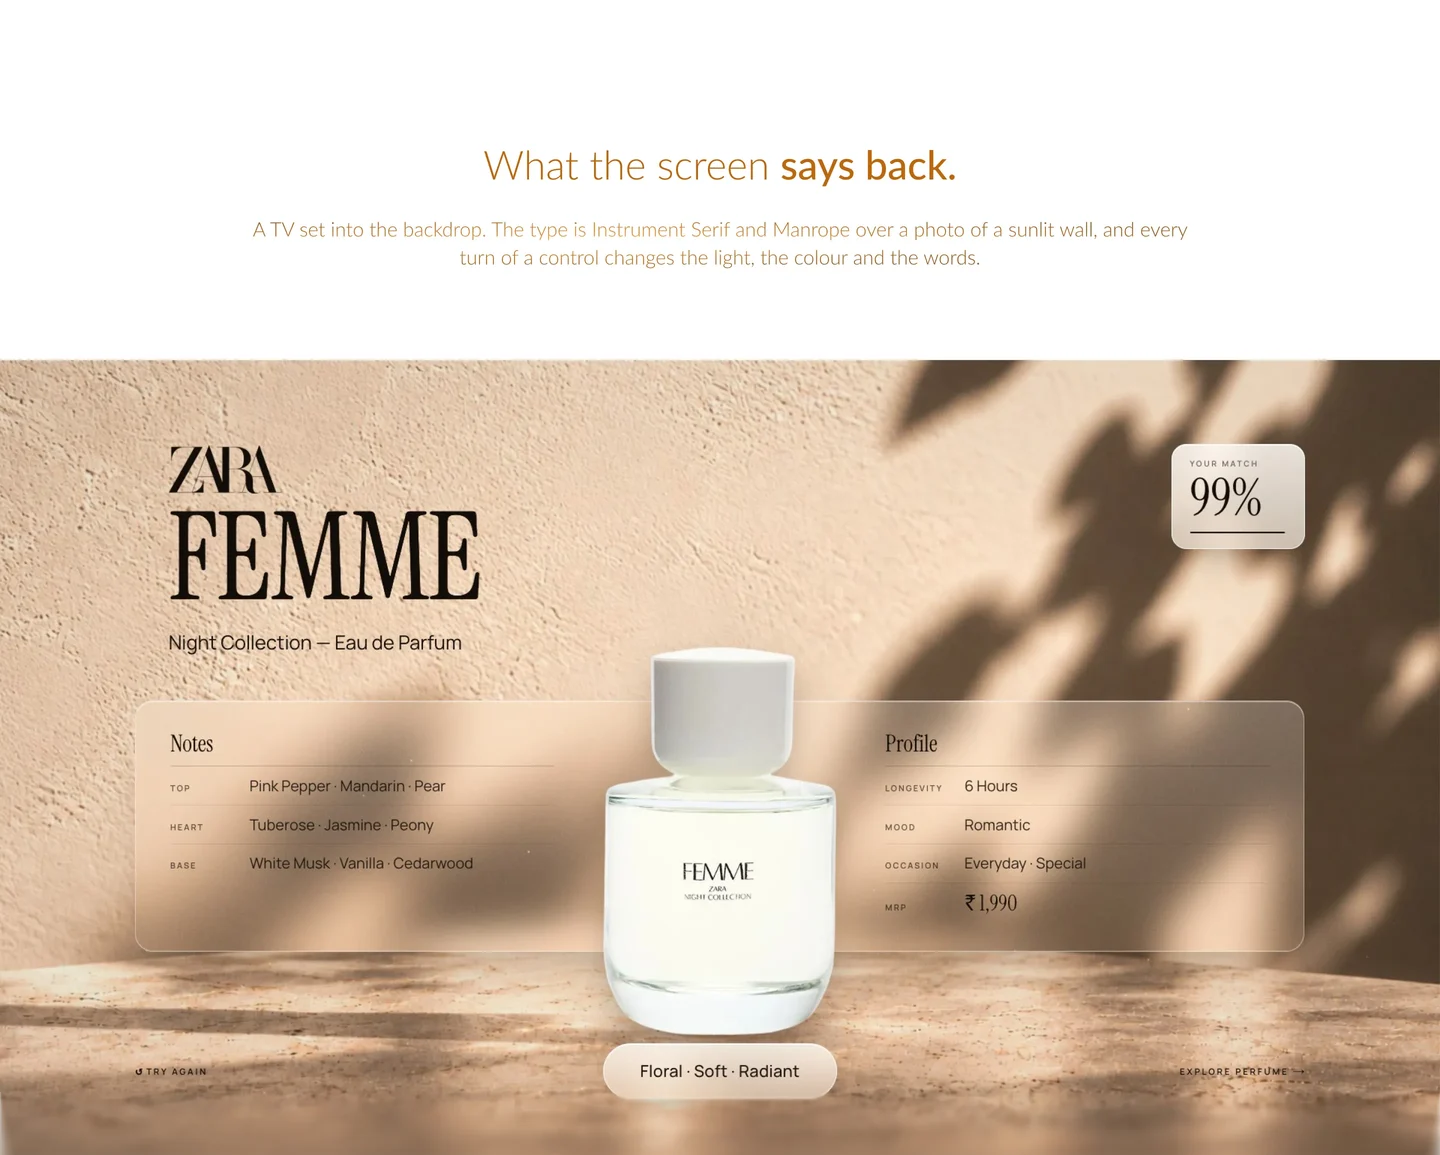 What the screen says back.
A TV set into the backdrop. The type is Instrument Serif and Manrope over a photo of a sunlit wall, and every
turn of a control changes the light, the colour and the words.
ZARA
FEMME
Night Collection — Eau de Parfum
YOUR MATCH
99%
Notes
TOP Pink Pepper · Mandarin · Pear
HEART Tuberose · Jasmine · Peony
BASE White Musk · Vanilla · Cedarwood
FEMME
ZARA
NIGHT COLLECTION
Profile
LONGEVITY 6 Hours
MOOD Romantic
OCCASION Everyday · Special
MRP ₹ 1,990
↺ TRY AGAIN
Floral · Soft · Radiant
EXPLORE PERFUME →